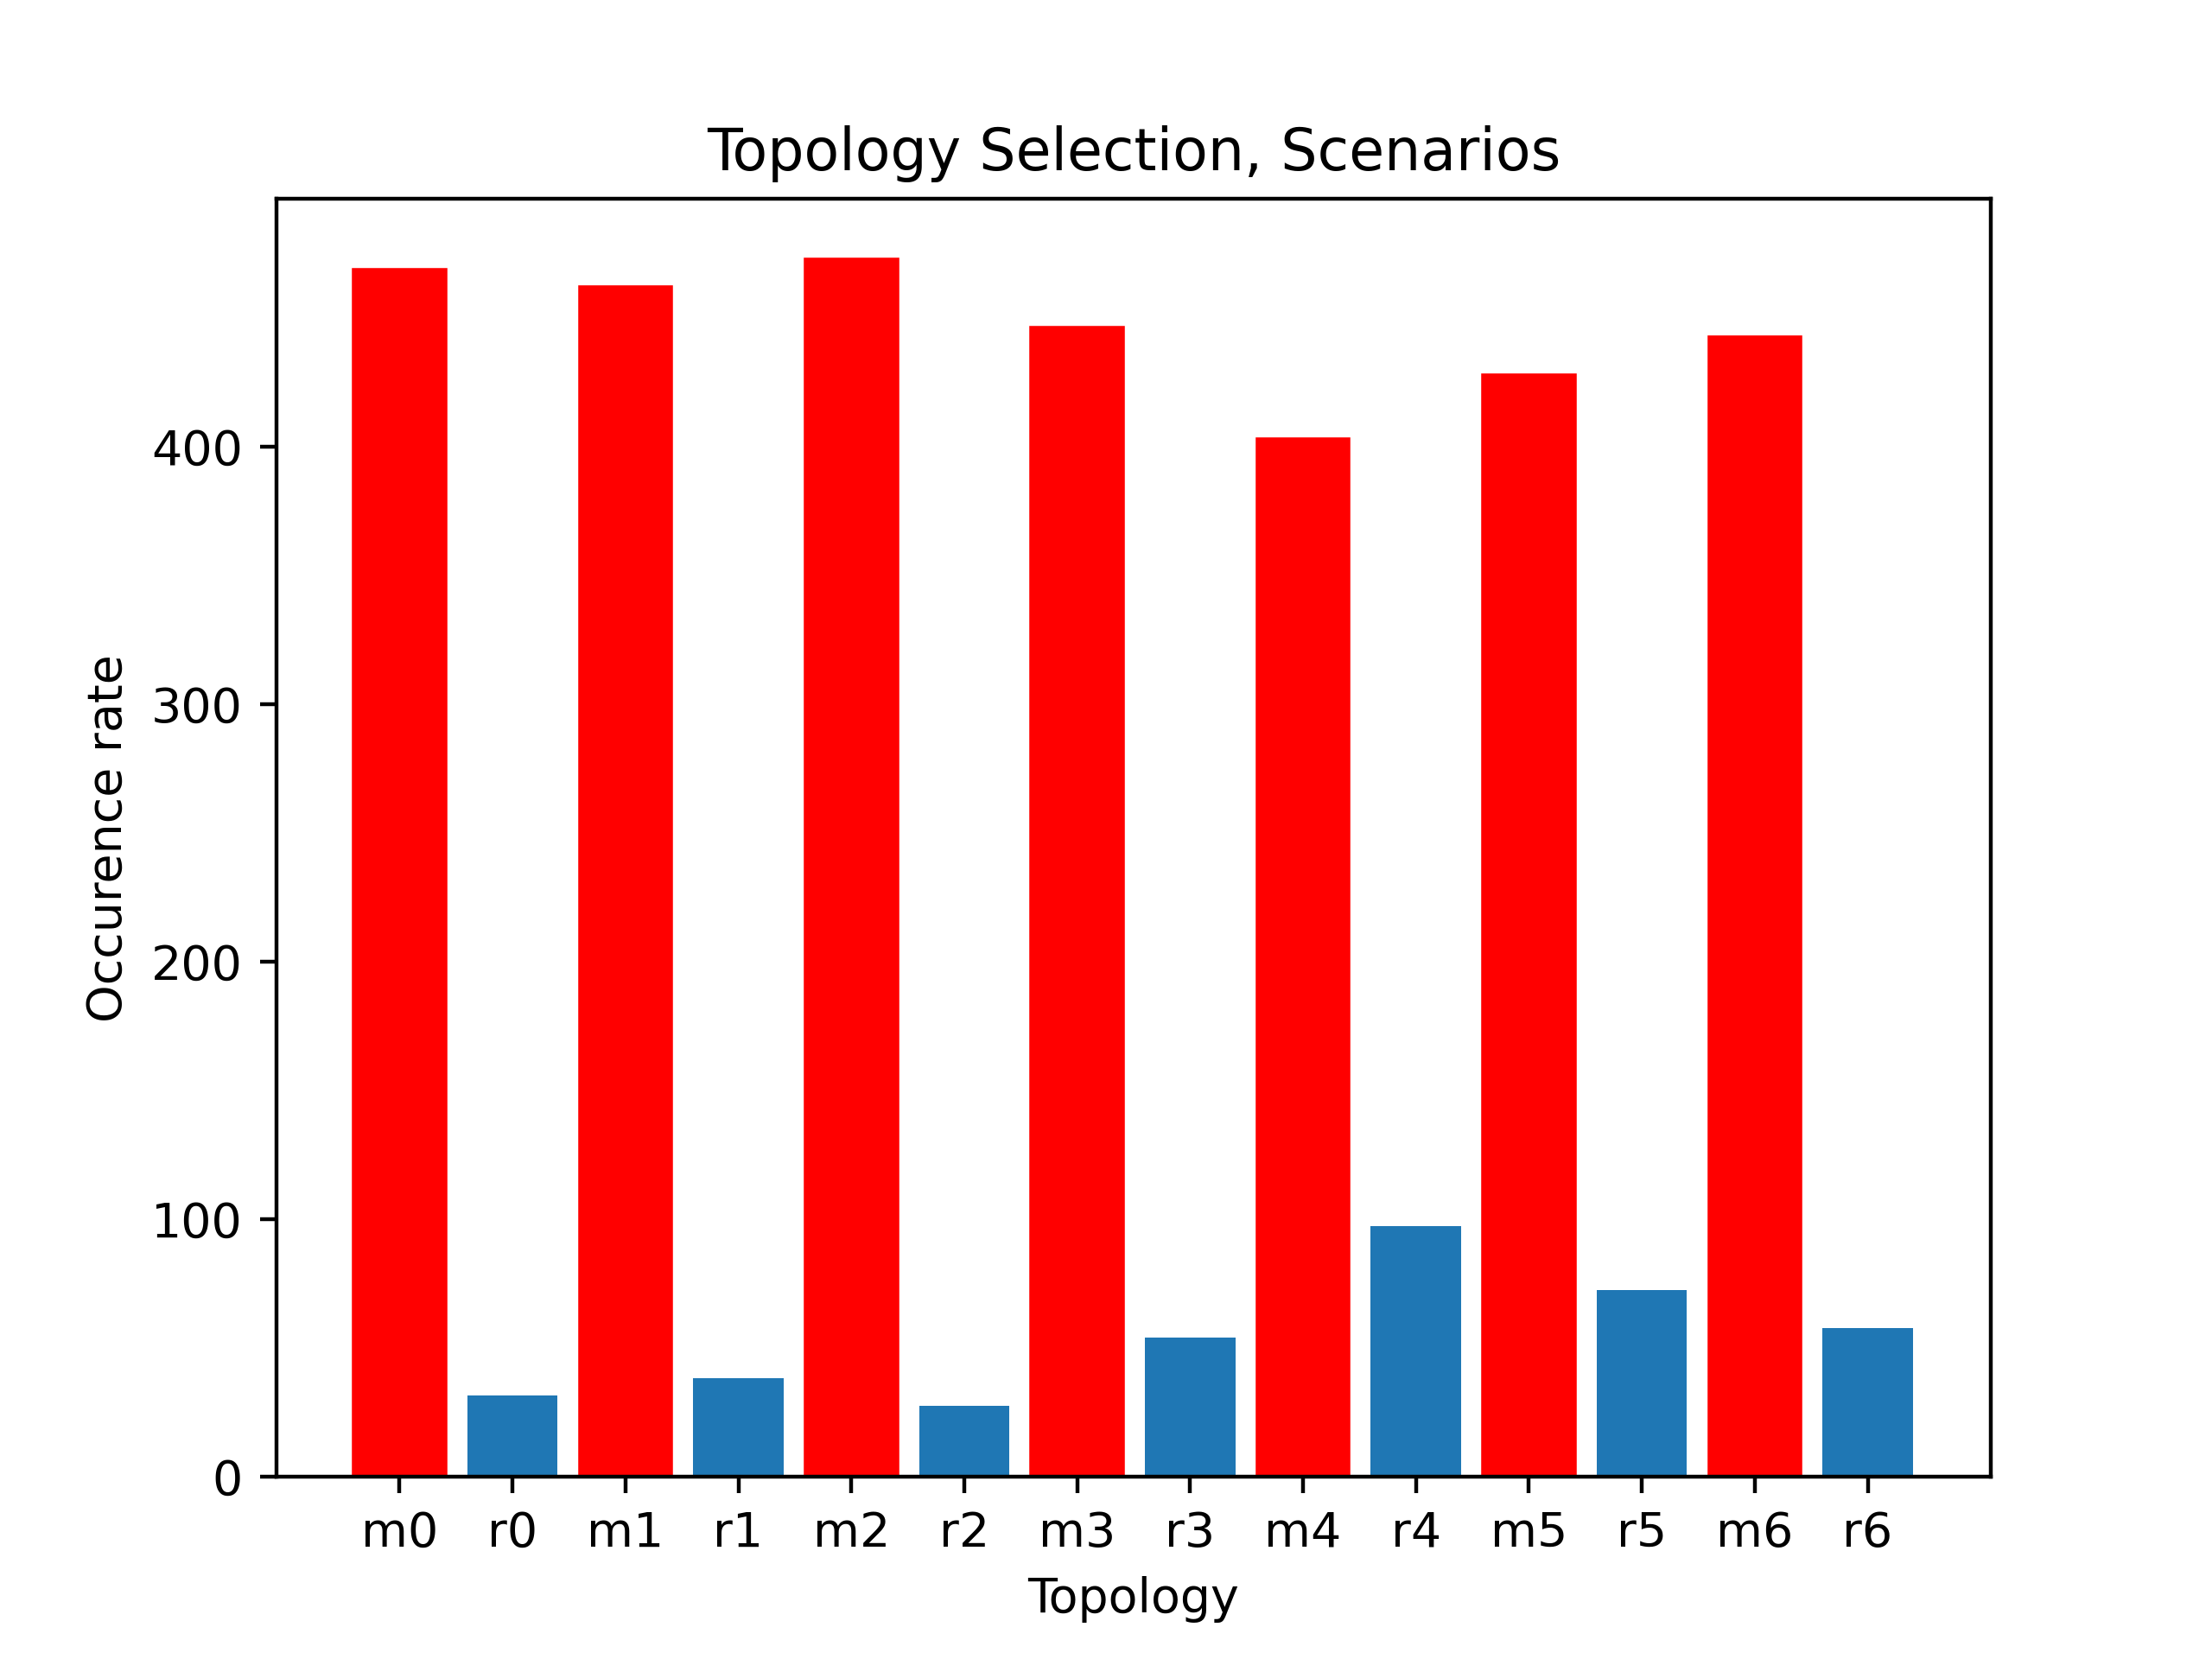 Topology Selection, Scenarios
Occurence rate
400
300
200
100
0
m0 r0 m1 r1 m2 r2 m3 r3 m4 r4 m5 r5 m6 r6
Topology